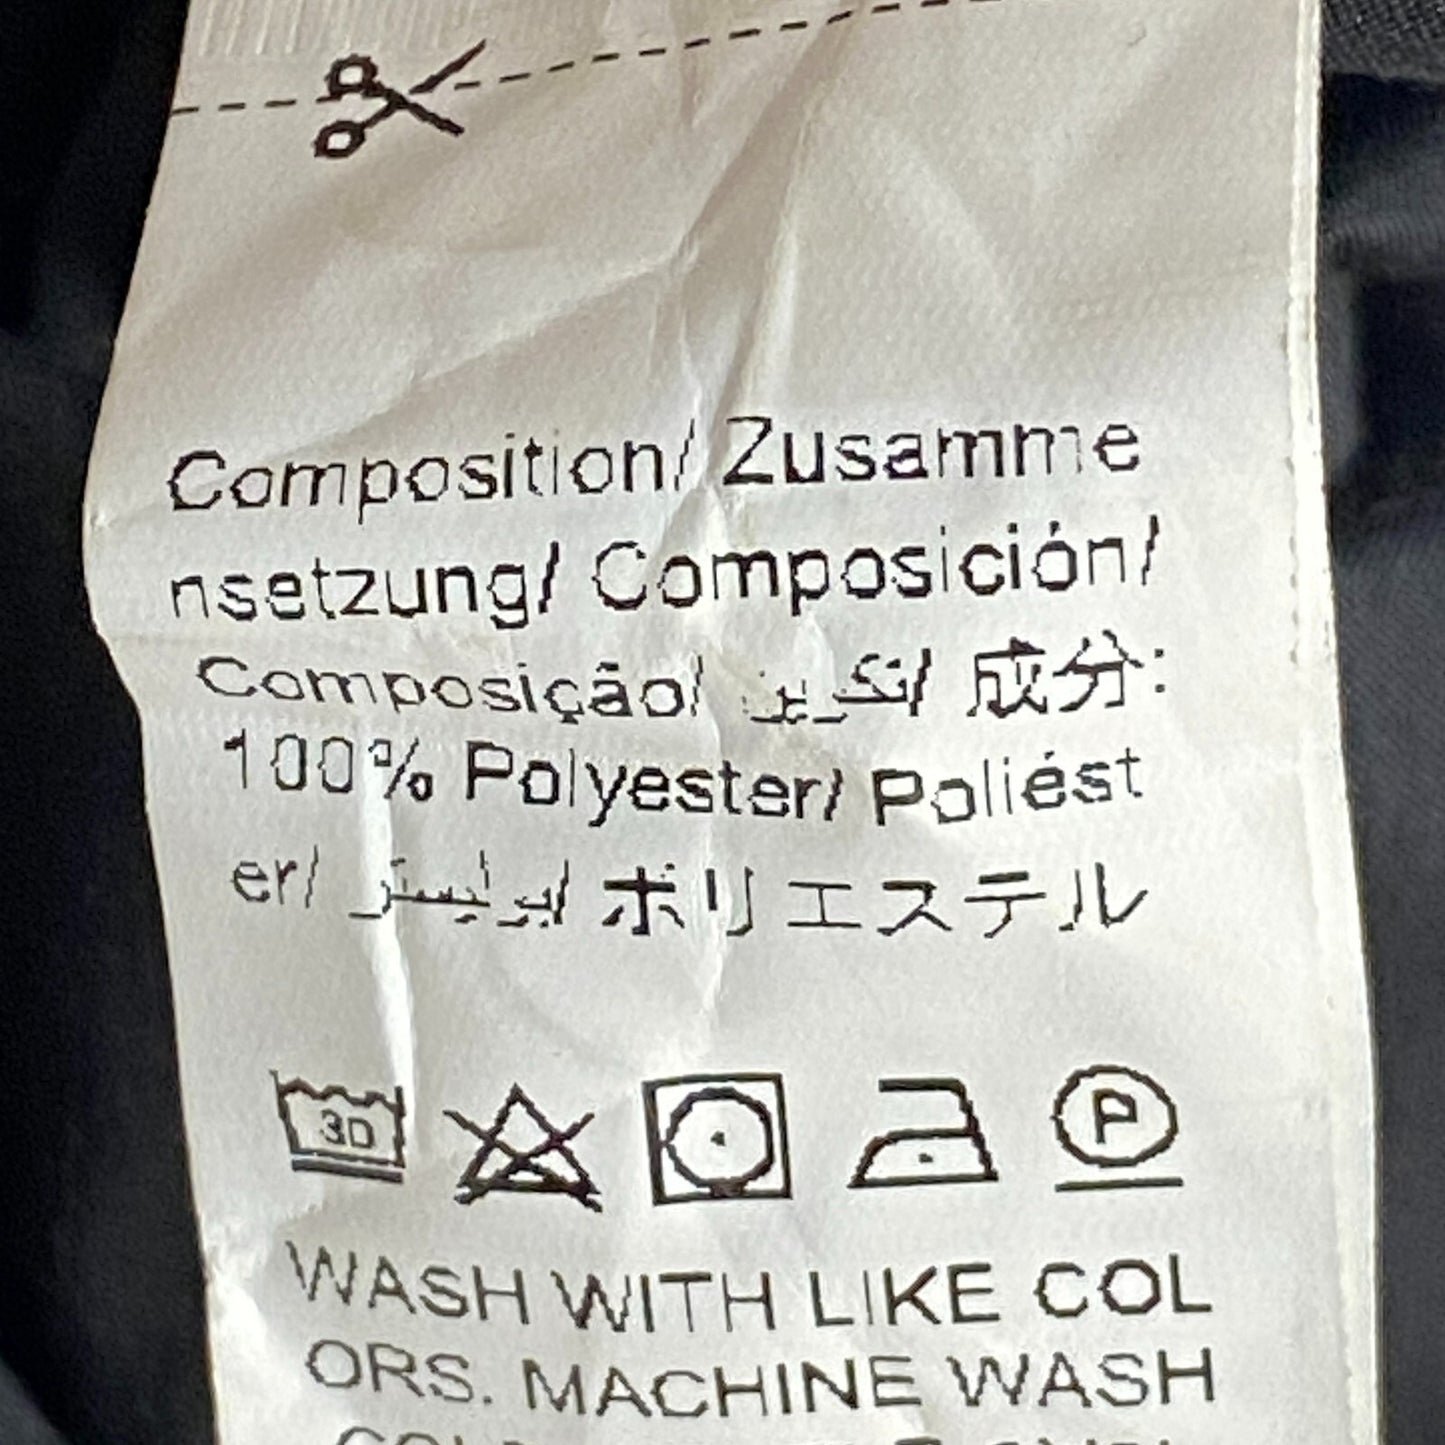 Composition/ Zusamme
nsetzung/ Composición/
Composição/ تكوين/ 成分:
100% Polyester/ Poliést
er/ بوليستر/ ポリエステル
30
P
WASH WITH LIKE COL
ORS. MACHINE WASH